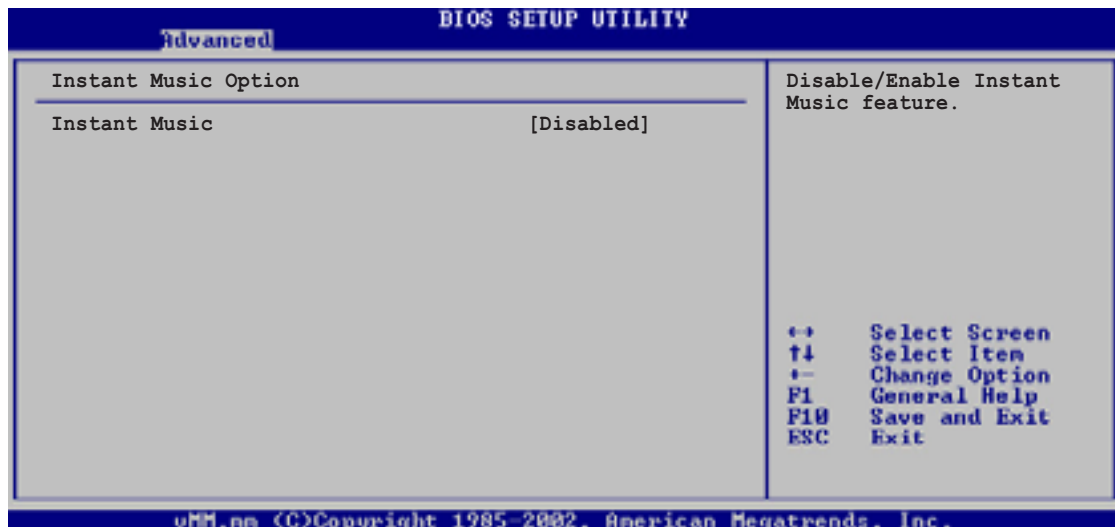 BIOS SETUP UTILITY
Advanced
Instant Music Option
Instant Music [Disabled]
Disable/Enable Instant
Music feature.
←→ Select Screen
↑↓ Select Item
+- Change Option
F1 General Help
F10 Save and Exit
ESC Exit
vMM.mm (C)Copyright 1985-2002, American Megatrends, Inc.